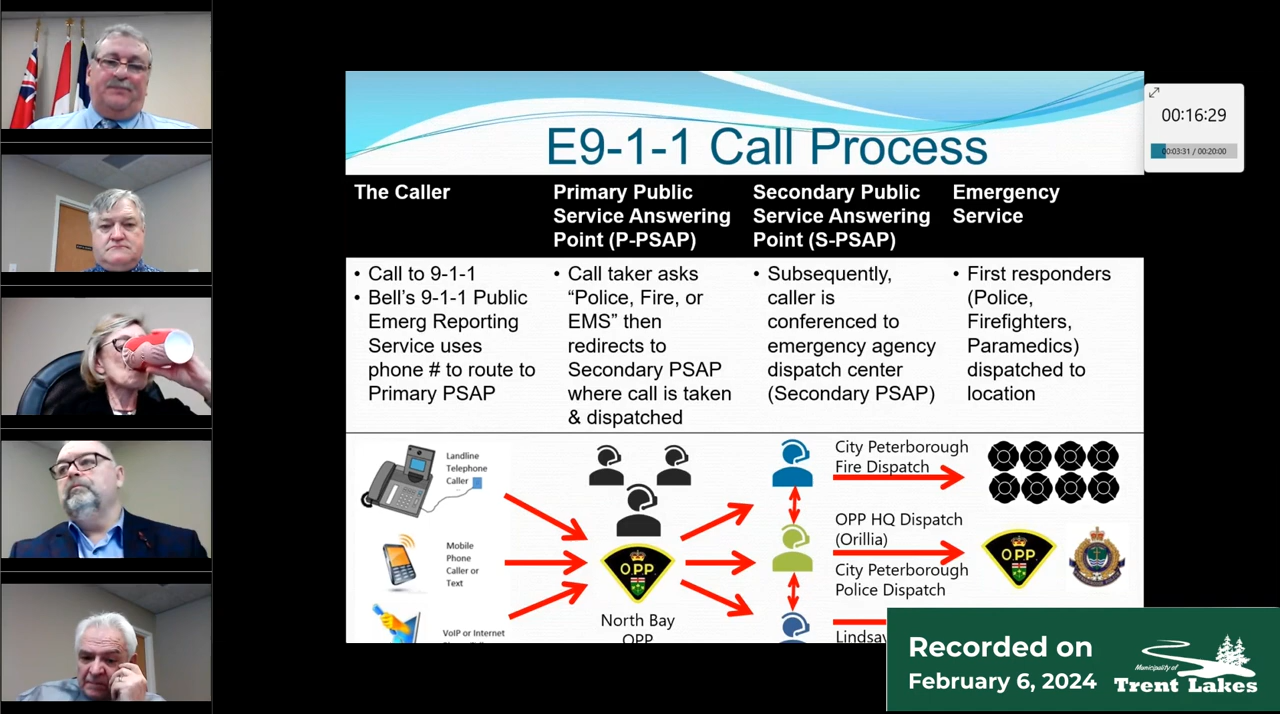 E9-1-1 Call Process
00:16:29
00:03:31 / 00:20:00
The Caller
Primary Public
Service Answering
Point (P-PSAP)
Secondary Public
Service Answering
Point (S-PSAP)
Emergency
Service
• Call to 9-1-1
• Bell's 9-1-1 Public
Emerg Reporting
Service uses
phone # to route to
Primary PSAP
• Call taker asks
“Police, Fire, or
EMS” then
redirects to
Secondary PSAP
where call is taken
& dispatched
• Subsequently,
caller is
conferenced to
emergency agency
dispatch center
(Secondary PSAP)
• First responders
(Police,
Firefighters,
Paramedics)
dispatched to
location
Landline
Telephone
Caller
Mobile
Phone
Caller or
Text
VoIP or Internet
OPP
North Bay
OPP
City Peterborough
Fire Dispatch
OPP HQ Dispatch
(Orillia)
City Peterborough
Police Dispatch
Lindsay
OPP
Recorded on
February 6, 2024
Municipality of
Trent Lakes